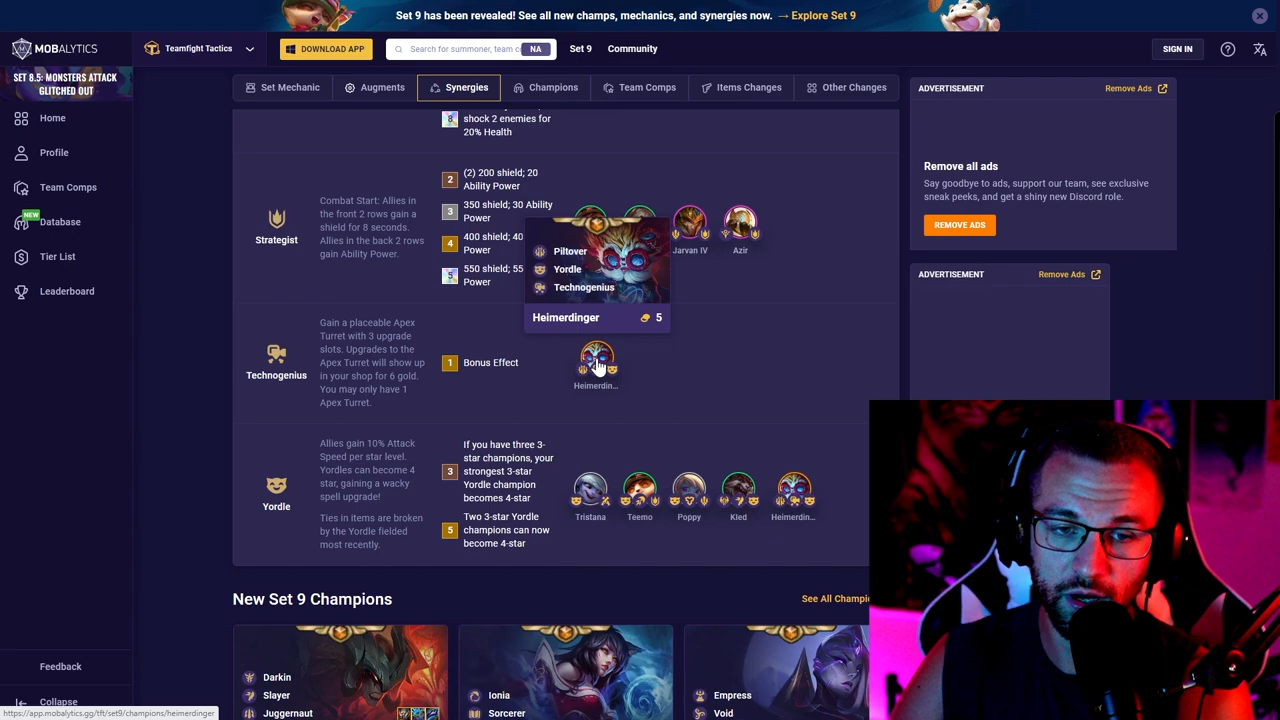 Set 9 has been revealed! See all new champs, mechanics, and synergies now. → Explore Set 9
MOBALYTICS
Teamfight Tactics
DOWNLOAD APP
Search for summoner, team o
NA
Set 9
Community
SIGN IN
SET 8.5: MONSTERS ATTACK
GLITCHED OUT
Home
Profile
Team Comps
NEW
Database
Tier List
Leaderboard
Feedback
Collapse
Set Mechanic
Augments
Synergies
Champions
Team Comps
Items Changes
Other Changes
8
shock 2 enemies for
20% Health
Strategist
Combat Start: Allies in
the front 2 rows gain a
shield for 8 seconds.
Allies in the back 2 rows
gain Ability Power.
2
(2) 200 shield; 20
Ability Power
3
350 shield; 30 Ability
Power
4
400 shield; 40
Power
5
550 shield; 55
Power
Jarvan IV
Azir
Piltover
Yordle
Technogenius
Heimerdinger
5
Technogenius
Gain a placeable Apex
Turret with 3 upgrade
slots. Upgrades to the
Apex Turret will show up
in your shop for 6 gold.
You may only have 1
Apex Turret.
1
Bonus Effect
Heimerdin...
Yordle
Allies gain 10% Attack
Speed per star level.
Yordles can become 4
star, gaining a wacky
spell upgrade!
Ties in items are broken
by the Yordle fielded
most recently.
3
If you have three 3-
star champions, your
strongest 3-star
Yordle champion
becomes 4-star
5
Two 3-star Yordle
champions can now
become 4-star
Tristana
Teemo
Poppy
Kled
Heimerdin...
New Set 9 Champions
See All Champi
Darkin
Slayer
Juggernaut
Ionia
Sorcerer
Empress
Void
ADVERTISEMENT
Remove Ads
Remove all ads
Say goodbye to ads, support our team, see exclusive
sneak peeks, and get a shiny new Discord role.
REMOVE ADS
ADVERTISEMENT
Remove Ads
https://app.mobalytics.gg/tft/set9/champions/heimerdinger